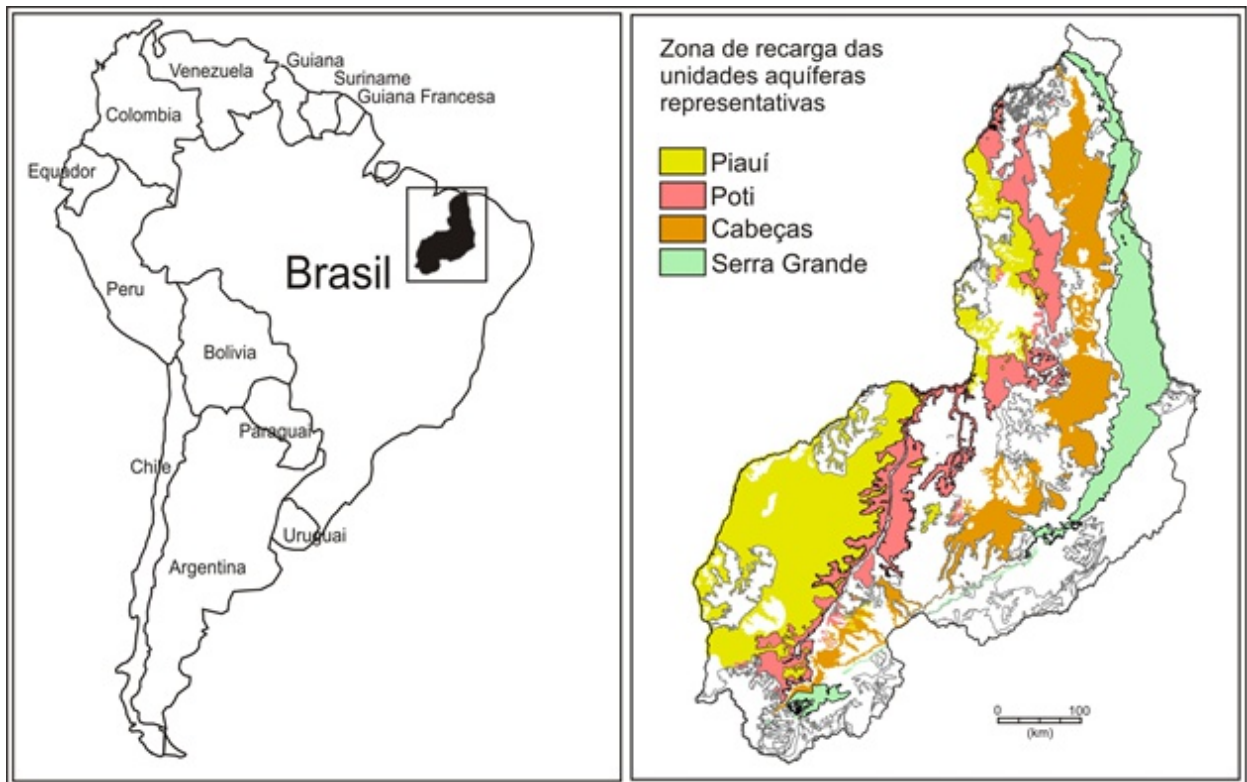 Venezuela
Guiana
Suriname
Guiana Francesa
Colombia
Equador
Brasil
Peru
Bolivia
Paraguai
Chile
Uruguai
Argentina
Zona de recarga das
unidades aquíferas
representativas
Piauí
Poti
Cabeças
Serra Grande
0 100
(km)